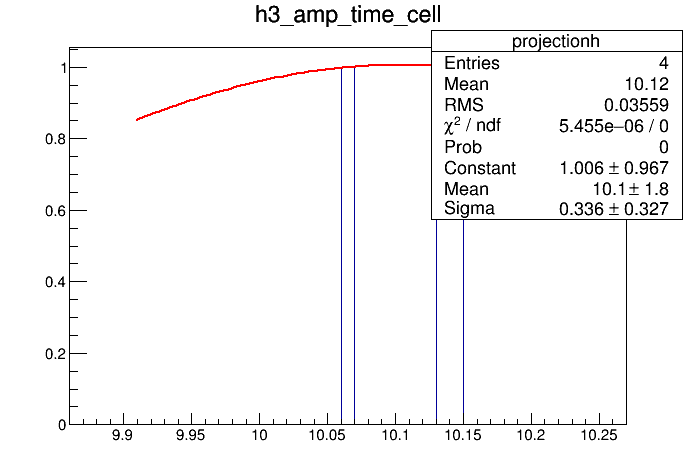 h3_amp_time_cell
projectionh
Entries 4
Mean 10.12
RMS 0.03559
χ² / ndf 5.455e−06 / 0
Prob 0
Constant 1.006 ± 0.967
Mean 10.1 ± 1.8
Sigma 0.336 ± 0.327
1
0.8
0.6
0.4
0.2
0
9.9 9.95 10 10.05 10.1 10.15 10.2 10.25